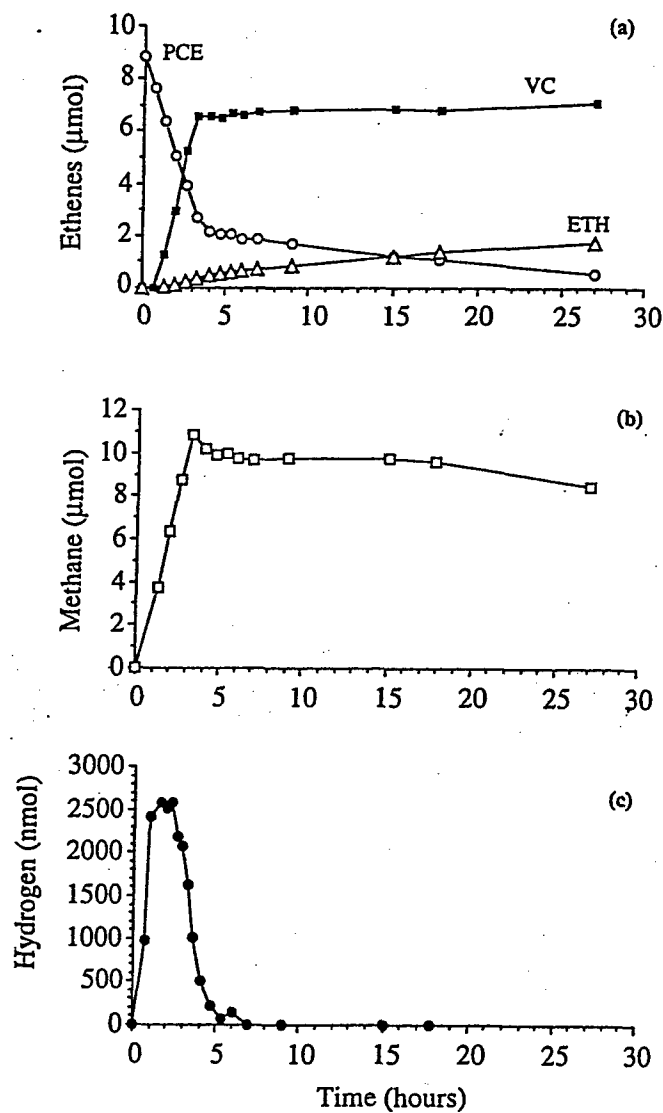 (a)
PCE
VC
ETH
Ethenes (μmol)
10
8
6
4
2
0
0 5 10 15 20 25 30
(b)
Methane (μmol)
12
10
8
6
4
2
0
0 5 10 15 20 25 30
(c)
Hydrogen (nmol)
3000
2500
2000
1500
1000
500
0
0 5 10 15 20 25 30
Time (hours)